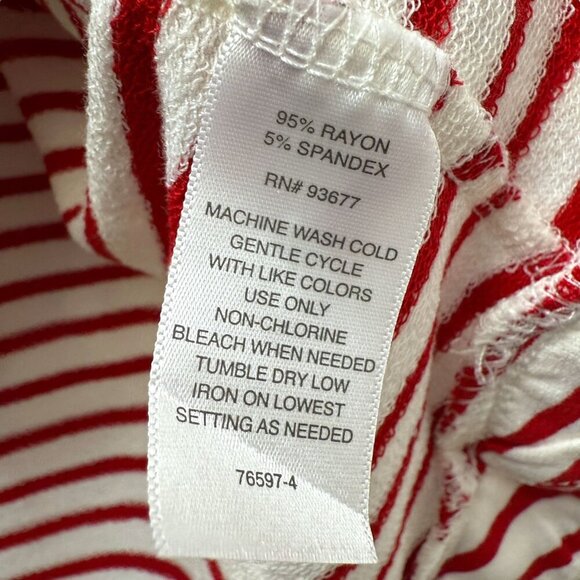 95% RAYON
5% SPANDEX
RN# 93677
MACHINE WASH COLD
GENTLE CYCLE
WITH LIKE COLORS
USE ONLY
NON-CHLORINE
BLEACH WHEN NEEDED
TUMBLE DRY LOW
IRON ON LOWEST
SETTING AS NEEDED
76597-4